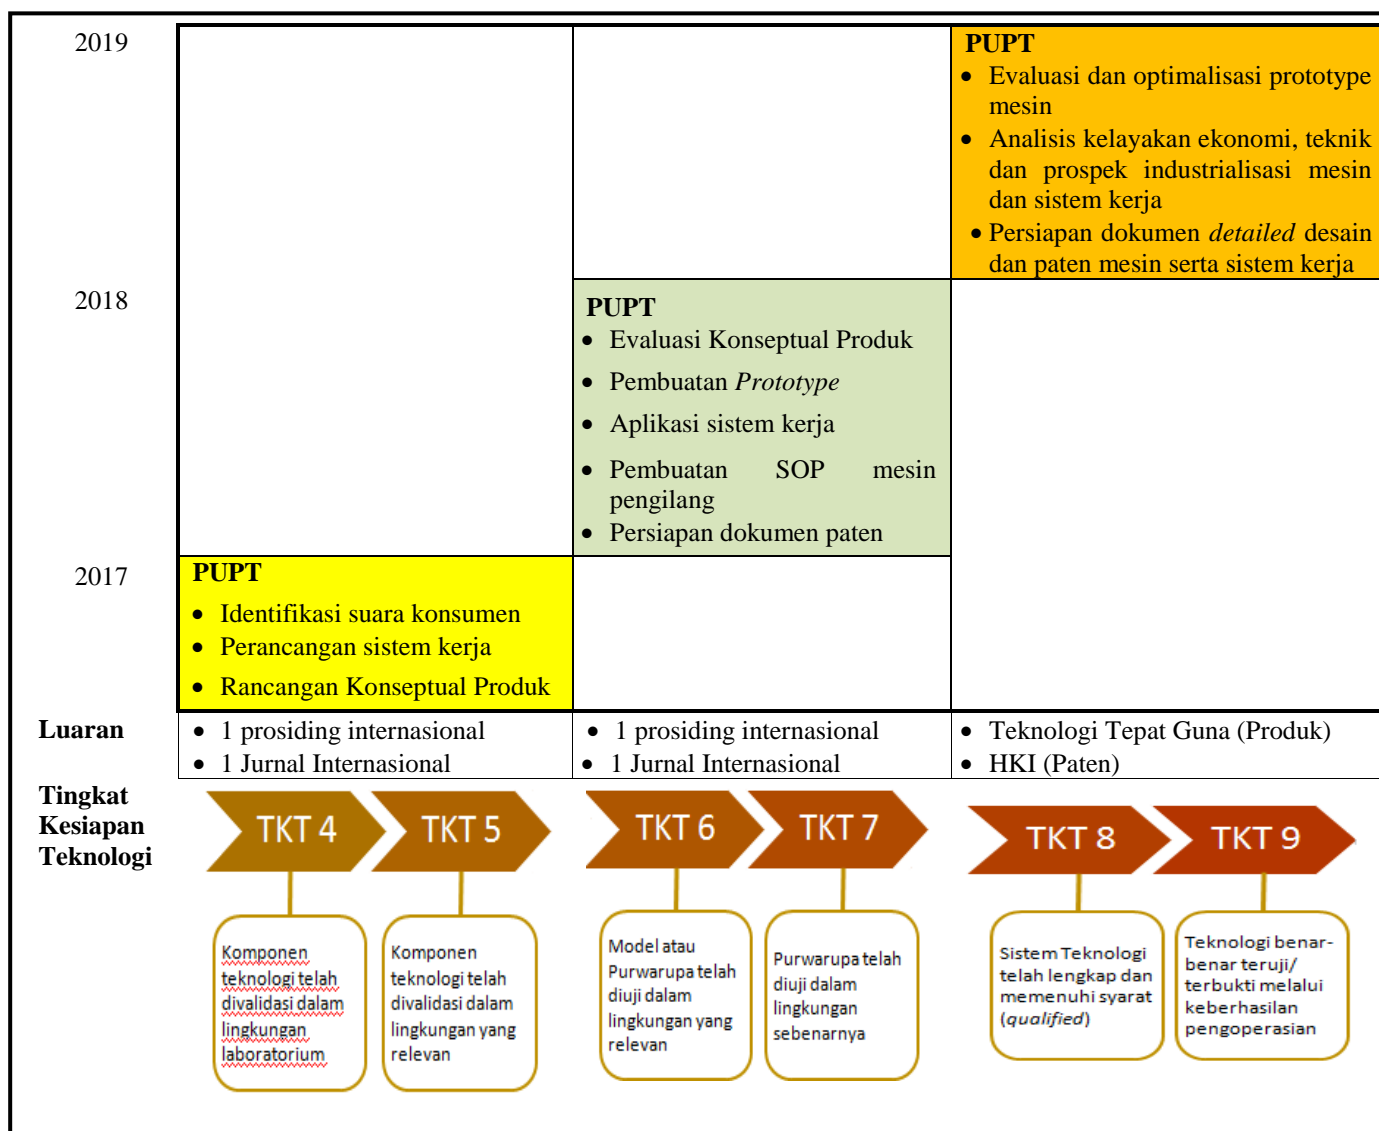 2019
PUPT
• Evaluasi dan optimalisasi prototype
mesin
• Analisis kelayakan ekonomi, teknik
dan prospek industrialisasi mesin
dan sistem kerja
• Persiapan dokumen detailed desain
dan paten mesin serta sistem kerja
2018
PUPT
• Evaluasi Konseptual Produk
• Pembuatan Prototype
• Aplikasi sistem kerja
• Pembuatan SOP mesin
pengilang
• Persiapan dokumen paten
2017
PUPT
• Identifikasi suara konsumen
• Perancangan sistem kerja
• Rancangan Konseptual Produk
Luaran
• 1 prosiding internasional
• 1 Jurnal Internasional
• 1 prosiding internasional
• 1 Jurnal Internasional
• Teknologi Tepat Guna (Produk)
• HKI (Paten)
Tingkat
Kesiapan
Teknologi
TKT 4
TKT 5
TKT 6
TKT 7
TKT 8
TKT 9
Komponen
teknologi telah
divalidasi dalam
lingkungan
laboratorium
Komponen
teknologi telah
divalidasi dalam
lingkungan yang
relevan
Model atau
Purwarupa telah
diuji dalam
lingkungan yang
relevan
Purwarupa telah
diuji dalam
lingkungan
sebenarnya
Sistem Teknologi
telah lengkap dan
memenuhi syarat
(qualified)
Teknologi benar-
benar teruji/
terbukti melalui
keberhasilan
pengoperasian